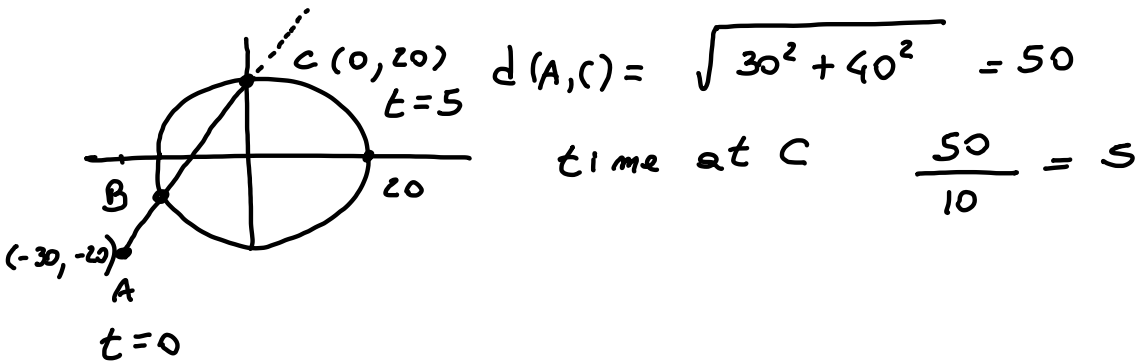 C (0, 20)
t = 5
d(A,C) = √(30² + 40²) = 50
time at C 50/10 = 5
B
20
(-30, -20)
A
t = 0